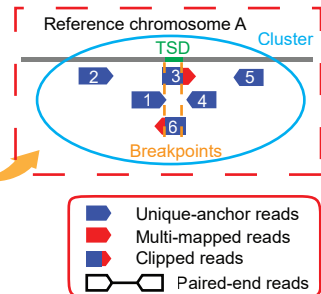 Reference chromosome A
TSD
Cluster
2
3
5
1
4
6
Breakpoints
Unique-anchor reads
Multi-mapped reads
Clipped reads
Paired-end reads